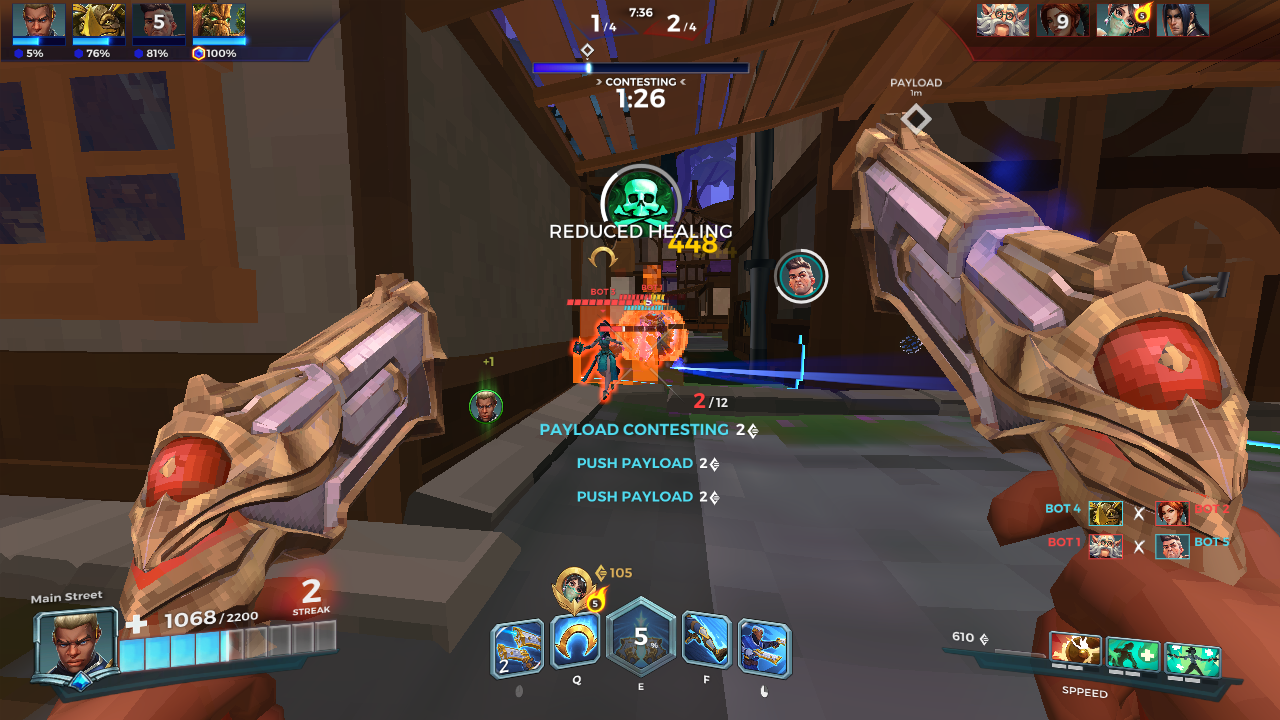 5
5%
76%
81%
100%
1/4
7:36
2/4
9
5
> CONTESTING <
1:26
PAYLOAD
1m
REDUCED HEALING
448
BOT
+1
2/12
PAYLOAD CONTESTING 2
PUSH PAYLOAD 2
PUSH PAYLOAD 2
BOT 4
BOT 2
BOT 1
BOT 5
105
5
Main Street
1068/2200
2
STREAK
2
5%
Q
E
F
610
SPPEED